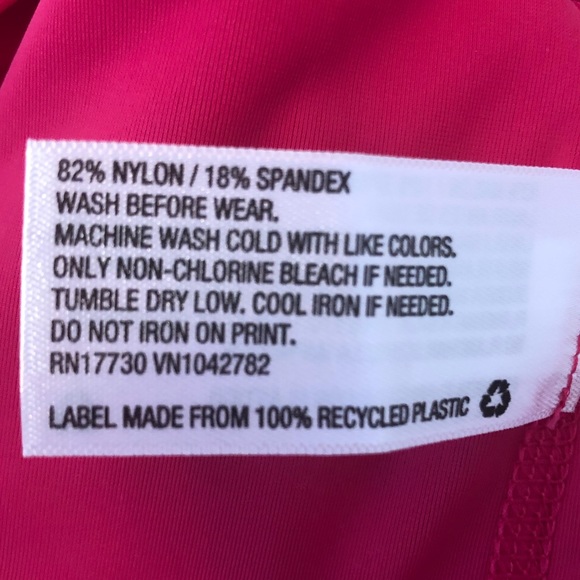 82% NYLON / 18% SPANDEX
WASH BEFORE WEAR.
MACHINE WASH COLD WITH LIKE COLORS.
ONLY NON-CHLORINE BLEACH IF NEEDED.
TUMBLE DRY LOW. COOL IRON IF NEEDED.
DO NOT IRON ON PRINT.
RN17730 VN1042782
LABEL MADE FROM 100% RECYCLED PLASTIC